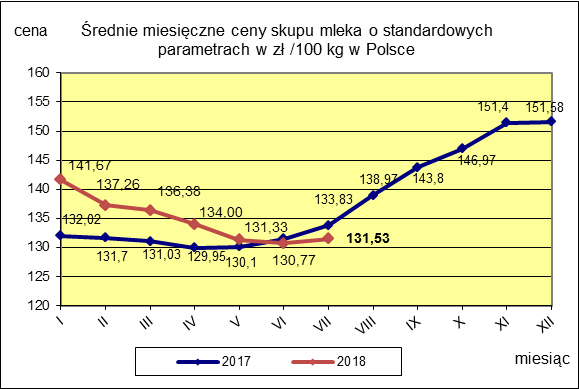 cena
Średnie miesięczne ceny skupu mleka o standardowych
parametrach w zł /100 kg w Polsce
160
155
150
145
140
135
130
125
120
141,67
137,26
136,38
134,00
131,33
130,77
131,53
132,02
131,7
131,03
129,95
130,1
133,83
138,97
143,8
146,97
151,4
151,58
I
II
III
IV
V
VI
VII
VIII
IX
X
XI
XII
miesiąc
2017
2018